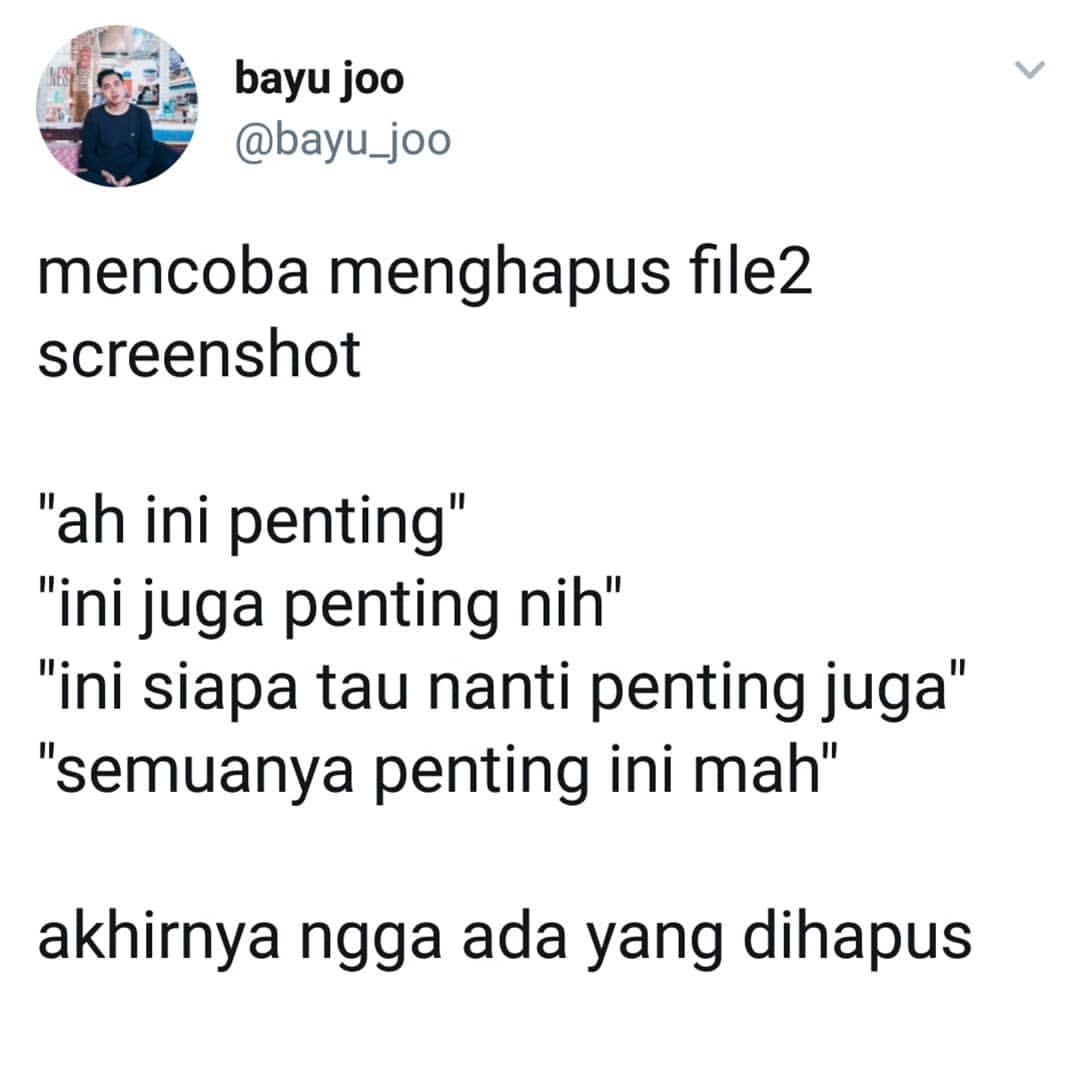 bayu joo
@bayu_joo
mencoba menghapus file2
screenshot
"ah ini penting"
"ini juga penting nih"
"ini siapa tau nanti penting juga"
"semuanya penting ini mah"
akhirnya ngga ada yang dihapus